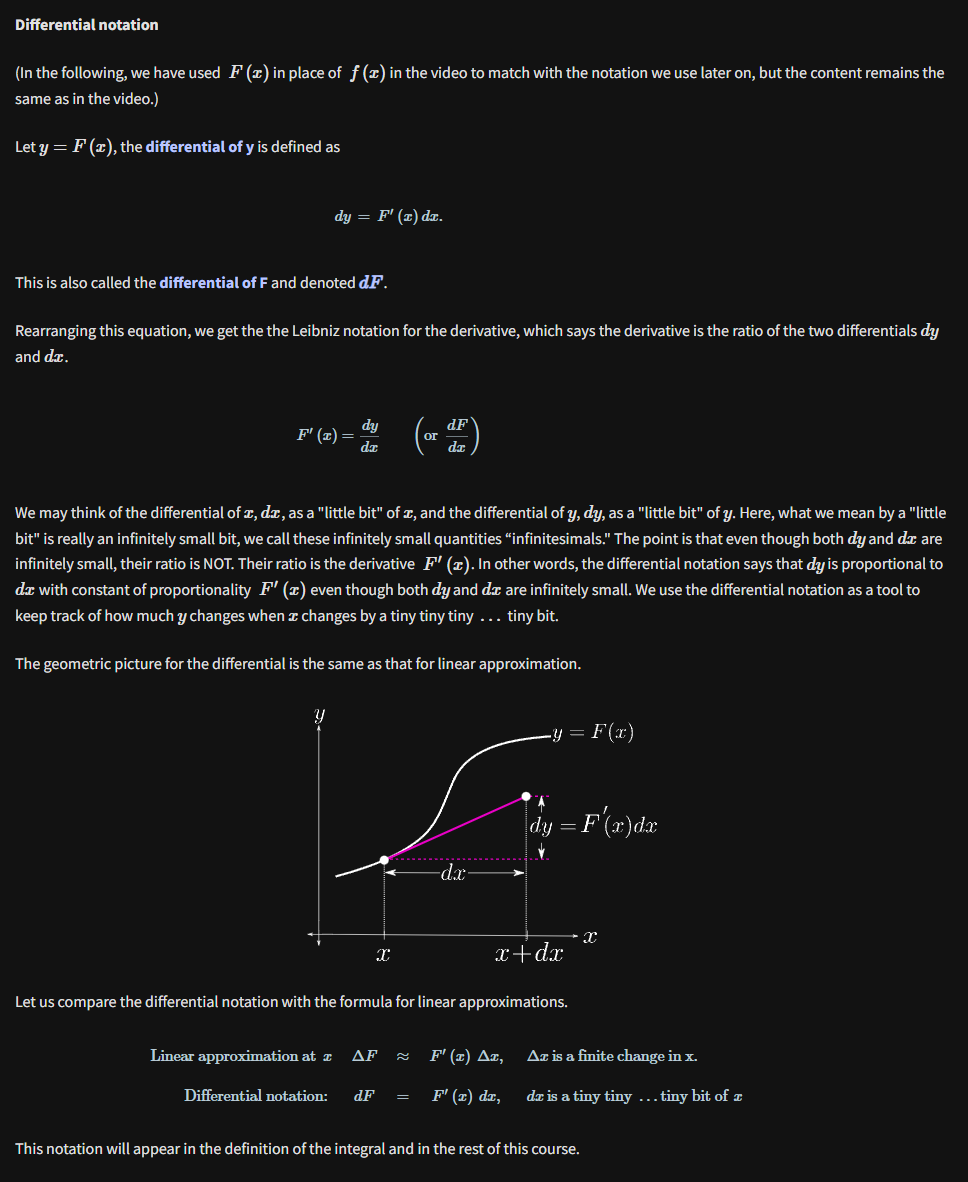 Differential notation
(In the following, we have used F (x) in place of f (x) in the video to match with the notation we use later on, but the content remains the
same as in the video.)
Let y = F (x), the differential of y is defined as
dy = F′ (x) dx.
This is also called the differential of F and denoted dF.
Rearranging this equation, we get the the Leibniz notation for the derivative, which says the derivative is the ratio of the two differentials dy
and dx.
F′ (x) = dy/dx (or dF/dx)
We may think of the differential of x, dx, as a "little bit" of x, and the differential of y, dy, as a "little bit" of y. Here, what we mean by a "little
bit" is really an infinitely small bit, we call these infinitely small quantities “infinitesimals." The point is that even though both dy and dx are
infinitely small, their ratio is NOT. Their ratio is the derivative F′ (x). In other words, the differential notation says that dy is proportional to
dx with constant of proportionality F′ (x) even though both dy and dx are infinitely small. We use the differential notation as a tool to
keep track of how much y changes when x changes by a tiny tiny tiny ... tiny bit.
The geometric picture for the differential is the same as that for linear approximation.
y
y = F(x)
dy = F′(x)dx
dx
x
x x+dx
Let us compare the differential notation with the formula for linear approximations.
Linear approximation at x ΔF ≈ F′ (x) Δx, Δx is a finite change in x.
Differential notation: dF = F′ (x) dx, dx is a tiny tiny ... tiny bit of x
This notation will appear in the definition of the integral and in the rest of this course.